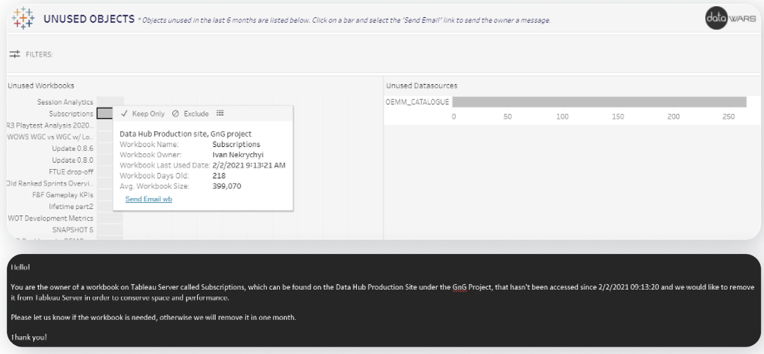 UNUSED OBJECTS * Objects unused in the last 6 months are listed below. Click on a bar and select the 'Send Email' link to send the owner a message.
data WARS
FILTERS:
Unused Workbooks
Unused Datasources
Session Analytics
Subscriptions
R3 Playtest Analysis 2020..
WOWS WGC vs WGC w/ Lo..
Update 0.8.6
Update 0.8.0
FTUE drop-off
Old Ranked Sprints Overvi..
F&F Gameplay KPIs
lifetime part2
WOT Development Metrics
SNAPSHOT 5
Keep Only Exclude
Data Hub Production site, GnG project
Workbook Name: Subscriptions
Workbook Owner: Ivan Nekrychyi
Workbook Last Used Date: 2/2/2021 9:13:21 AM
Workbook Days Old: 218
Avg. Workbook Size: 399,070
Send Email wb
OEMM_CATALOGUE
0 50 100 150 200 250
Hello!
You are the owner of a workbook on Tableau Server called Subscriptions, which can be found on the Data Hub Production Site under the GnG Project, that hasn't been accessed since 2/2/2021 09:13:20 and we would like to remove
it from Tableau Server in order to conserve space and performance.
Please let us know if the workbook is needed, otherwise we will remove it in one month.
Thank you!